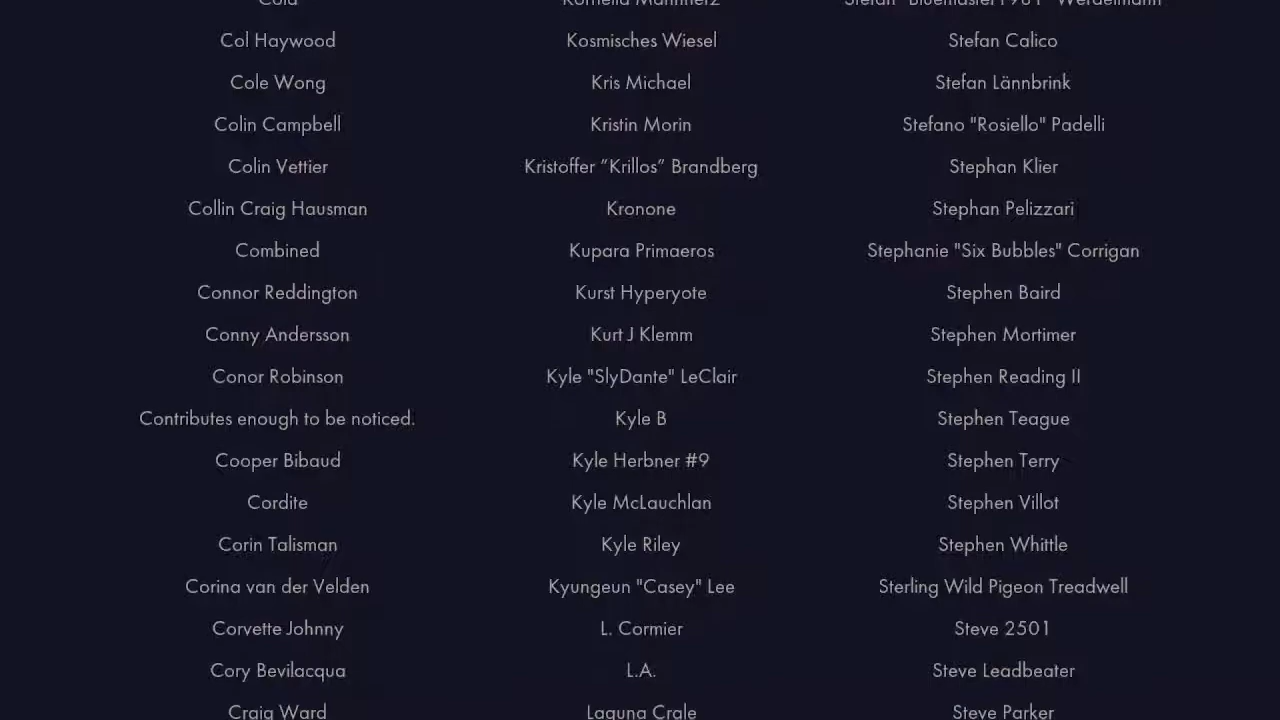 Col Haywood
Cole Wong
Colin Campbell
Colin Vettier
Collin Craig Hausman
Combined
Connor Reddington
Conny Andersson
Conor Robinson
Contributes enough to be noticed.
Cooper Bibaud
Cordite
Corin Talisman
Corina van der Velden
Corvette Johnny
Cory Bevilacqua
Craig Ward
Kosmisches Wiesel
Kris Michael
Kristin Morin
Kristoffer ”Krillos” Brandberg
Kronone
Kupara Primaeros
Kurst Hyperyote
Kurt J Klemm
Kyle "SlyDante" LeClair
Kyle B
Kyle Herbner #9
Kyle McLauchlan
Kyle Riley
Kyungeun "Casey" Lee
L. Cormier
L.A.
Laguna Crale
Stefan Calico
Stefan Lännbrink
Stefano "Rosiello" Padelli
Stephan Klier
Stephan Pelizzari
Stephanie "Six Bubbles" Corrigan
Stephen Baird
Stephen Mortimer
Stephen Reading II
Stephen Teague
Stephen Terry
Stephen Villot
Stephen Whittle
Sterling Wild Pigeon Treadwell
Steve 2501
Steve Leadbeater
Steve Parker